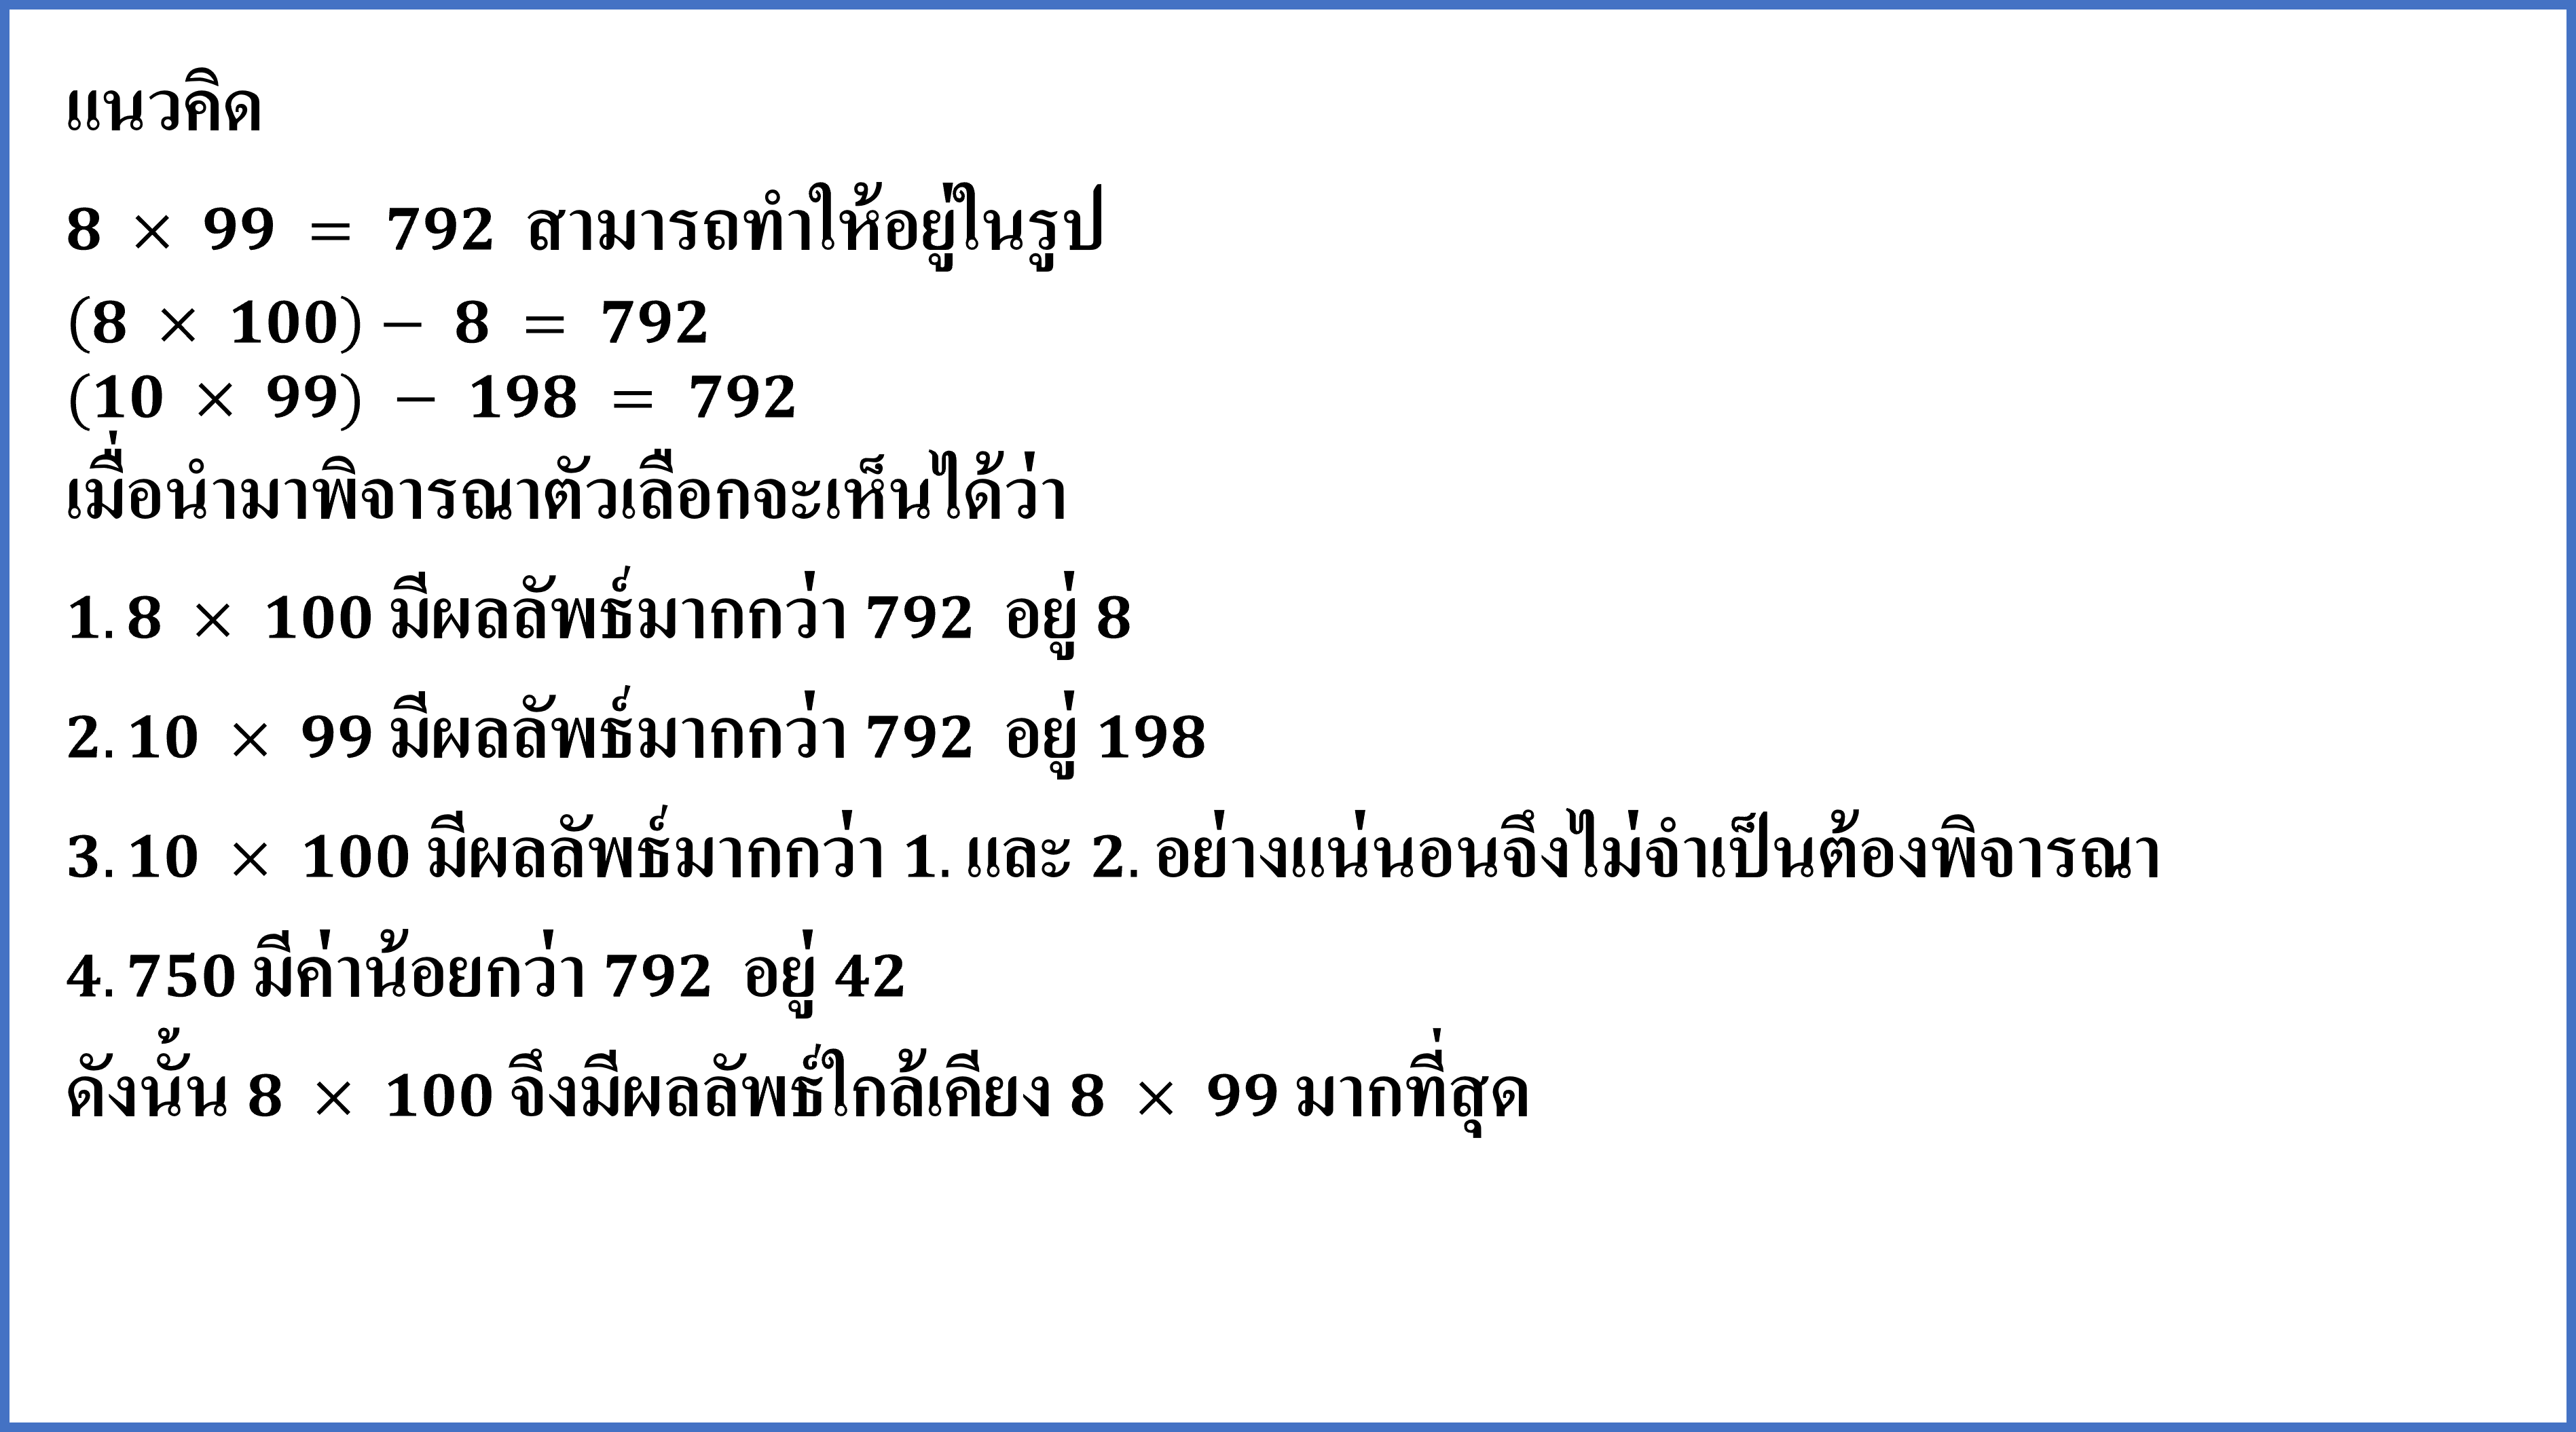 แนวคิด
8 × 99 = 792 สามารถทำให้อยู่ในรูป
(8 × 100) − 8 = 792
(10 × 99) − 198 = 792
เมื่อนำมาพิจารณาตัวเลือกจะเห็นได้ว่า
1. 8 × 100 มีผลลัพธ์มากกว่า 792 อยู่ 8
2. 10 × 99 มีผลลัพธ์มากกว่า 792 อยู่ 198
3. 10 × 100 มีผลลัพธ์มากกว่า 1. และ 2. อย่างแน่นอนจึงไม่จำเป็นต้องพิจารณา
4. 750 มีค่าน้อยกว่า 792 อยู่ 42
ดังนั้น 8 × 100 จึงมีผลลัพธ์ใกล้เคียง 8 × 99 มากที่สุด